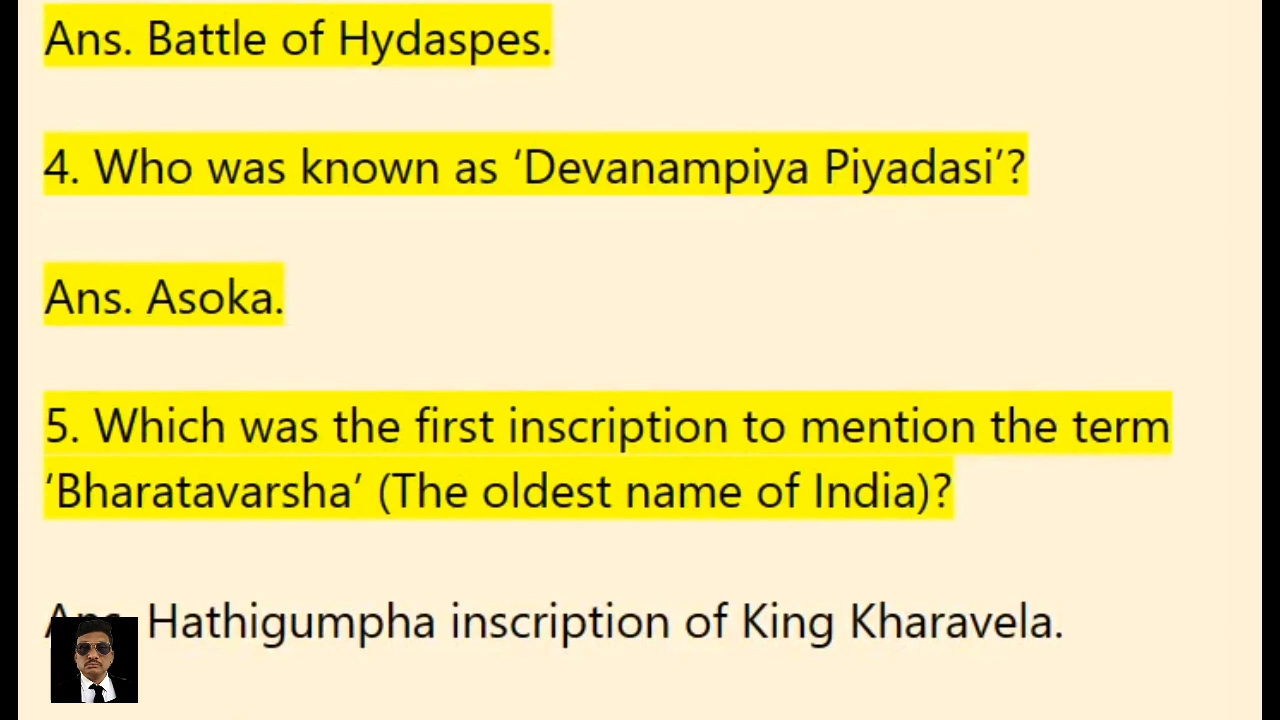 Ans. Battle of Hydaspes.
4. Who was known as ‘Devanampiya Piyadasi’?
Ans. Asoka.
5. Which was the first inscription to mention the term
‘Bharatavarsha’ (The oldest name of India)?
Ans. Hathigumpha inscription of King Kharavela.